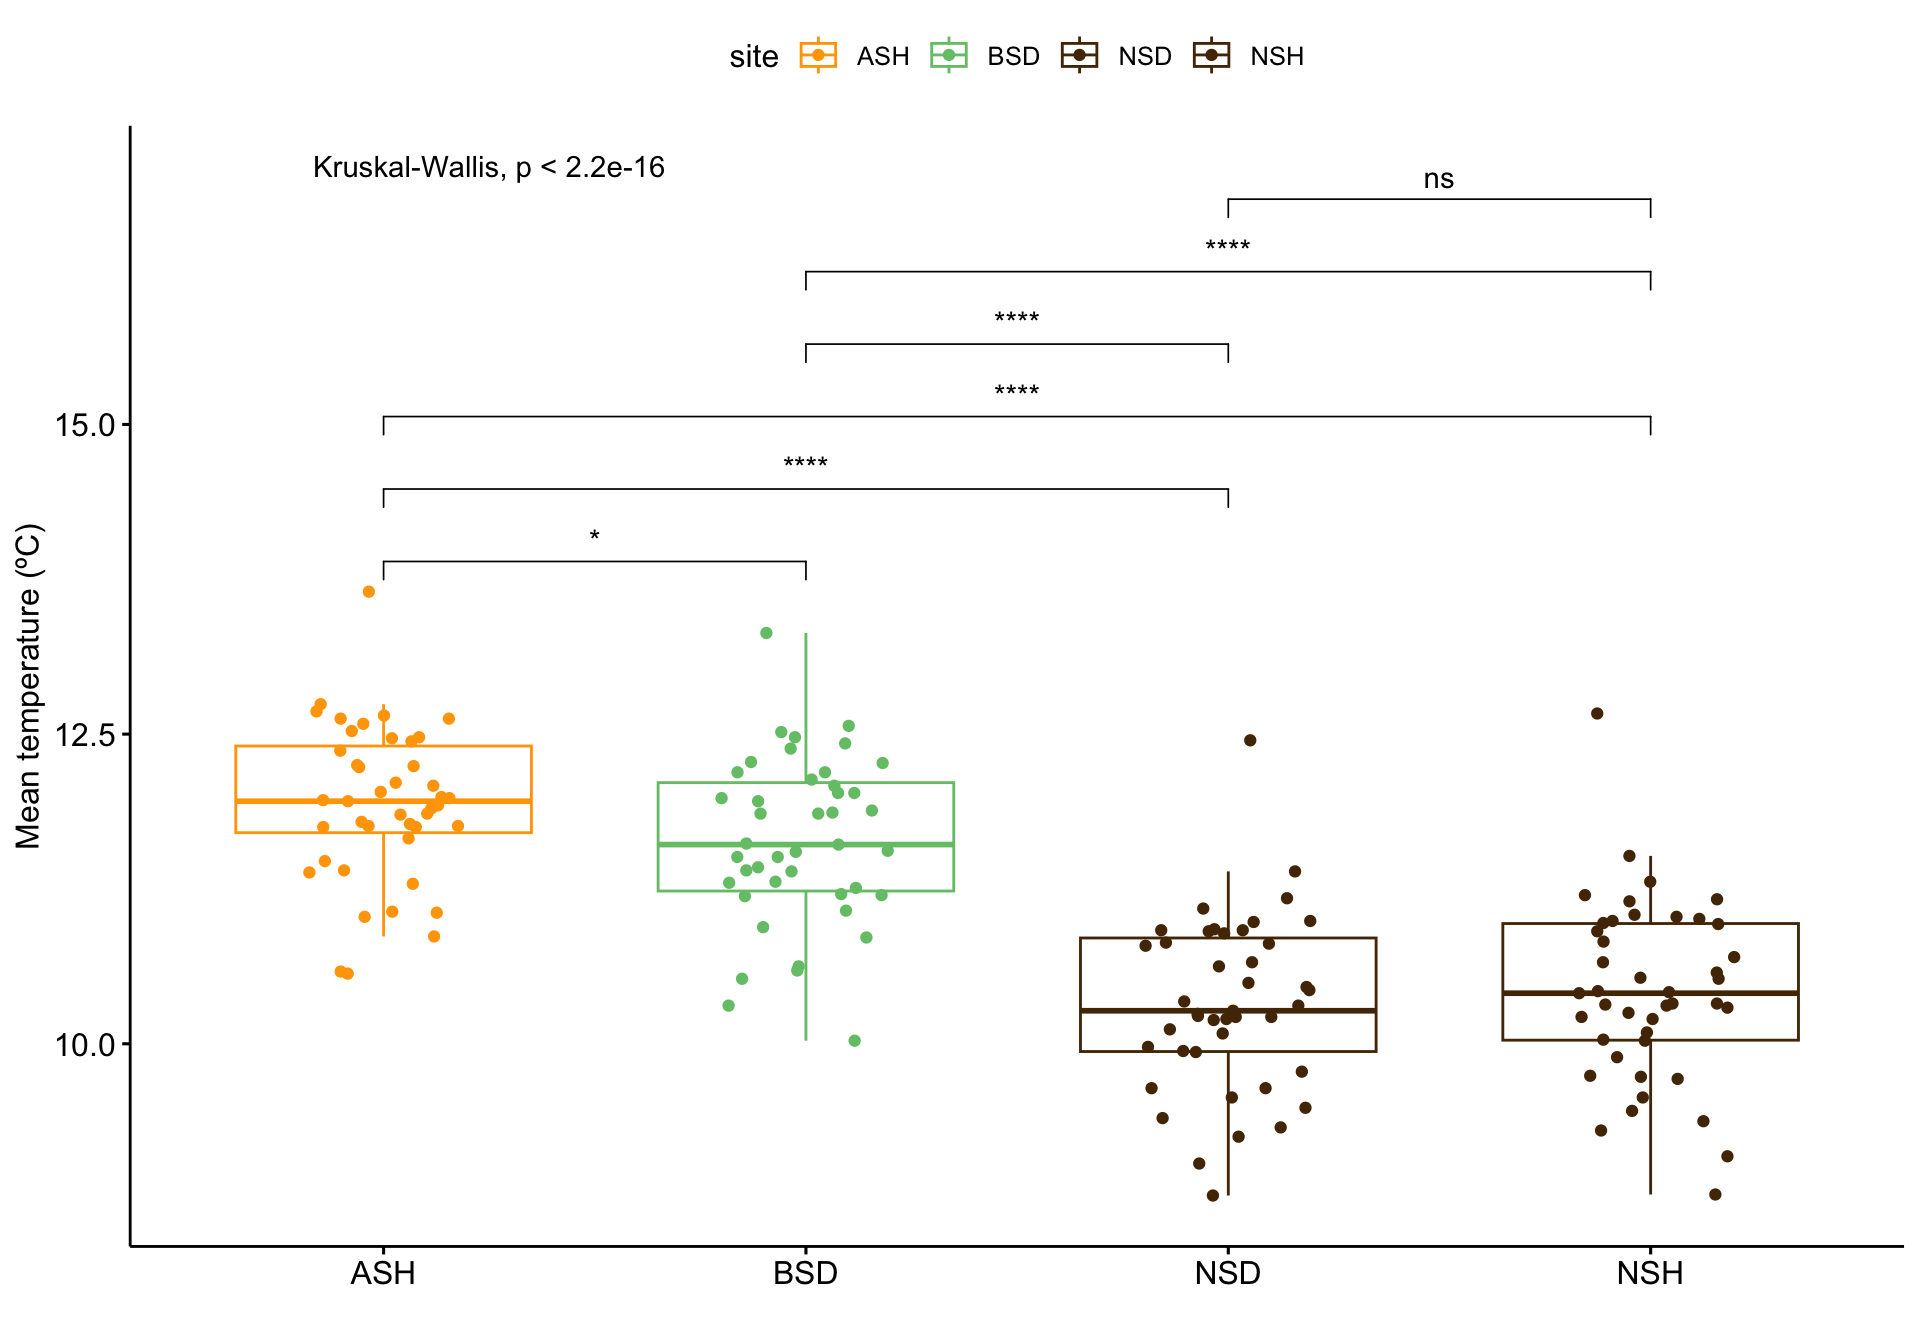 site ASH BSD NSD NSH
Kruskal-Wallis, p < 2.2e-16
ns
****
****
****
****
*
15.0
12.5
10.0
Mean temperature (ºC)
ASH BSD NSD NSH